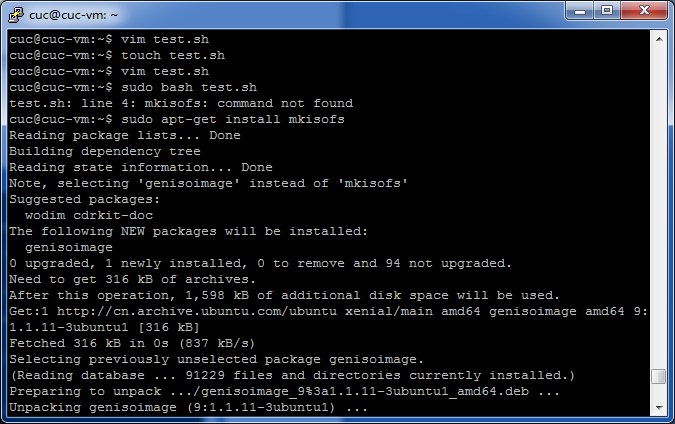 cuc@cuc-vm: ~
cuc@cuc-vm:~$ vim test.sh
cuc@cuc-vm:~$ touch test.sh
cuc@cuc-vm:~$ vim test.sh
cuc@cuc-vm:~$ sudo bash test.sh
test.sh: line 4: mkisofs: command not found
cuc@cuc-vm:~$ sudo apt-get install mkisofs
Reading package lists... Done
Building dependency tree
Reading state information... Done
Note, selecting 'genisoimage' instead of 'mkisofs'
Suggested packages:
  wodim cdrkit-doc
The following NEW packages will be installed:
  genisoimage
0 upgraded, 1 newly installed, 0 to remove and 94 not upgraded.
Need to get 316 kB of archives.
After this operation, 1,598 kB of additional disk space will be used.
Get:1 http://cn.archive.ubuntu.com/ubuntu xenial/main amd64 genisoimage amd64 9:
1.1.11-3ubuntu1 [316 kB]
Fetched 316 kB in 0s (837 kB/s)
Selecting previously unselected package genisoimage.
(Reading database ... 91229 files and directories currently installed.)
Preparing to unpack .../genisoimage_9%3a1.1.11-3ubuntu1_amd64.deb ...
Unpacking genisoimage (9:1.1.11-3ubuntu1) ...